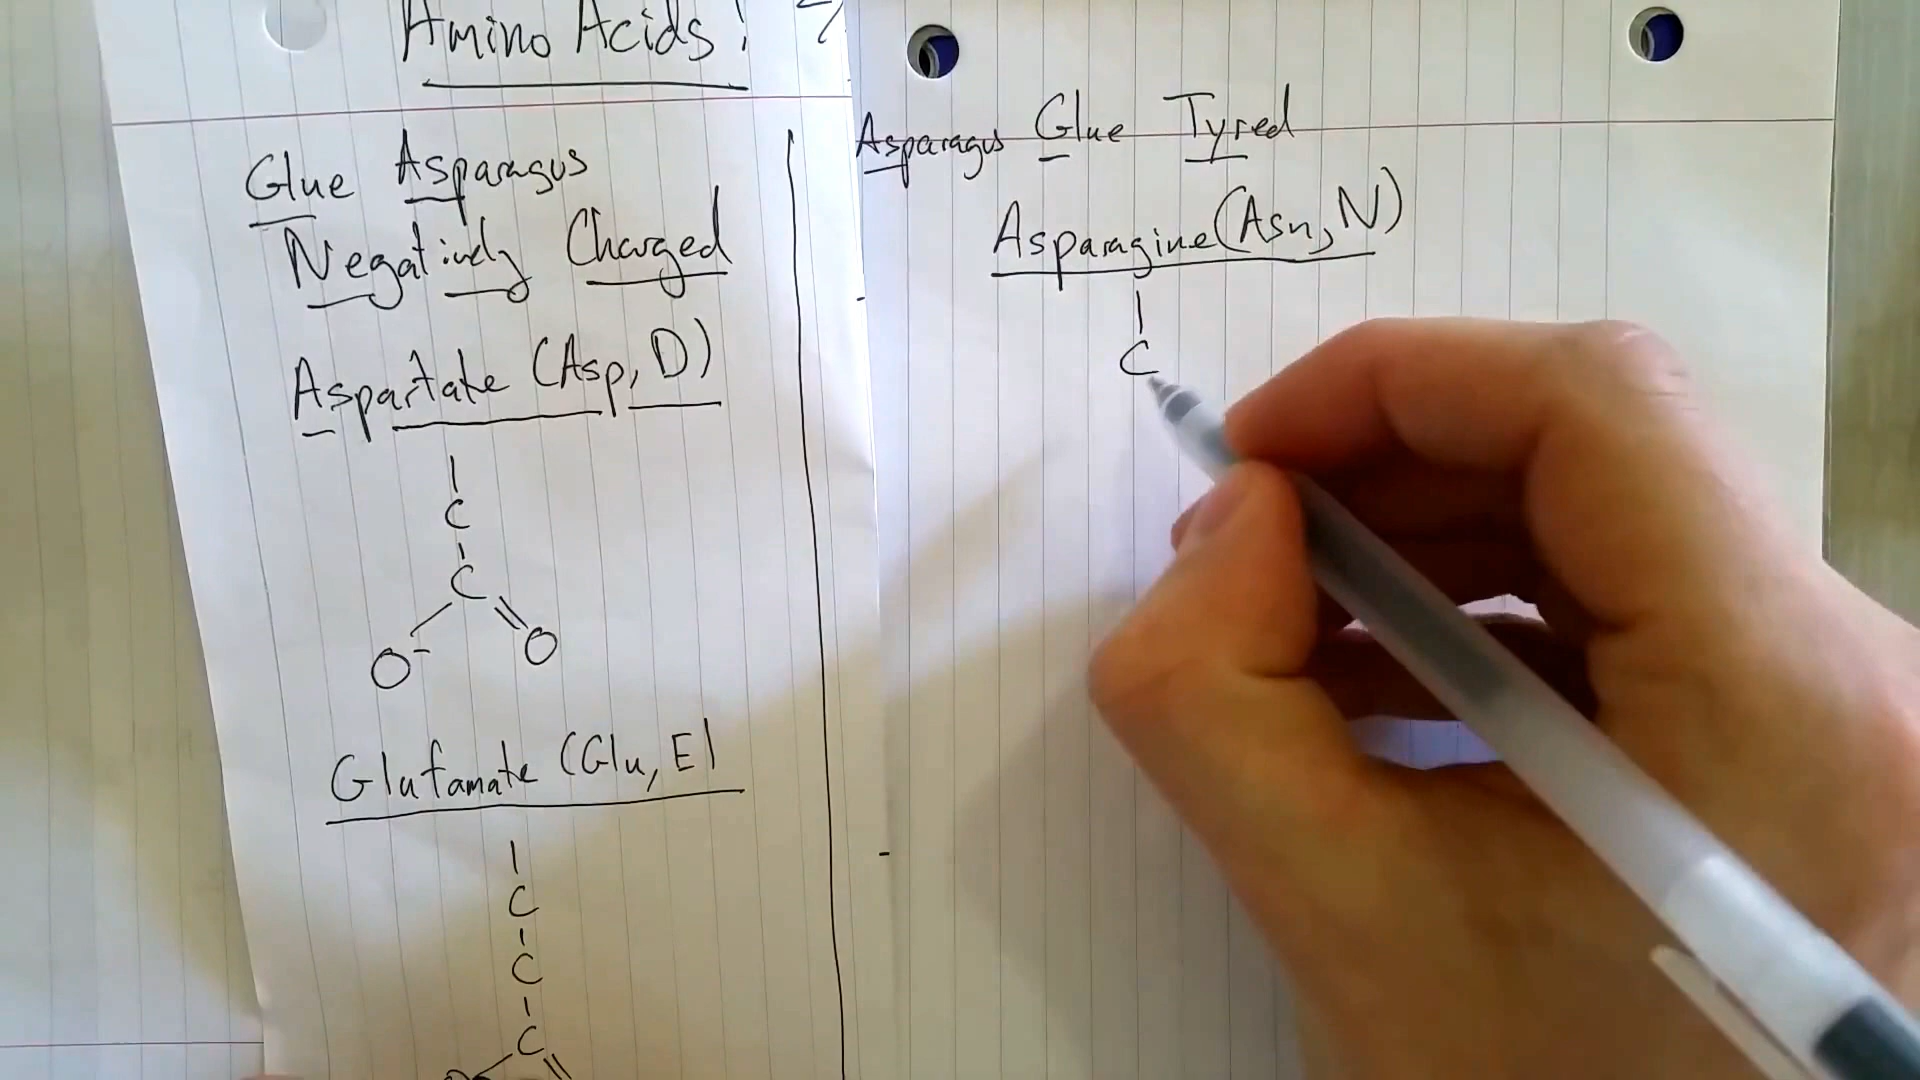 Amino Acids!
Glue Asparagus
Negatively Charged
Aspartate (Asp, D)
C
C
O- O
Glutamate (Glu, E)
C
C
C
Asparagus Glue Tyred
Asparagine (Asn, N)
C